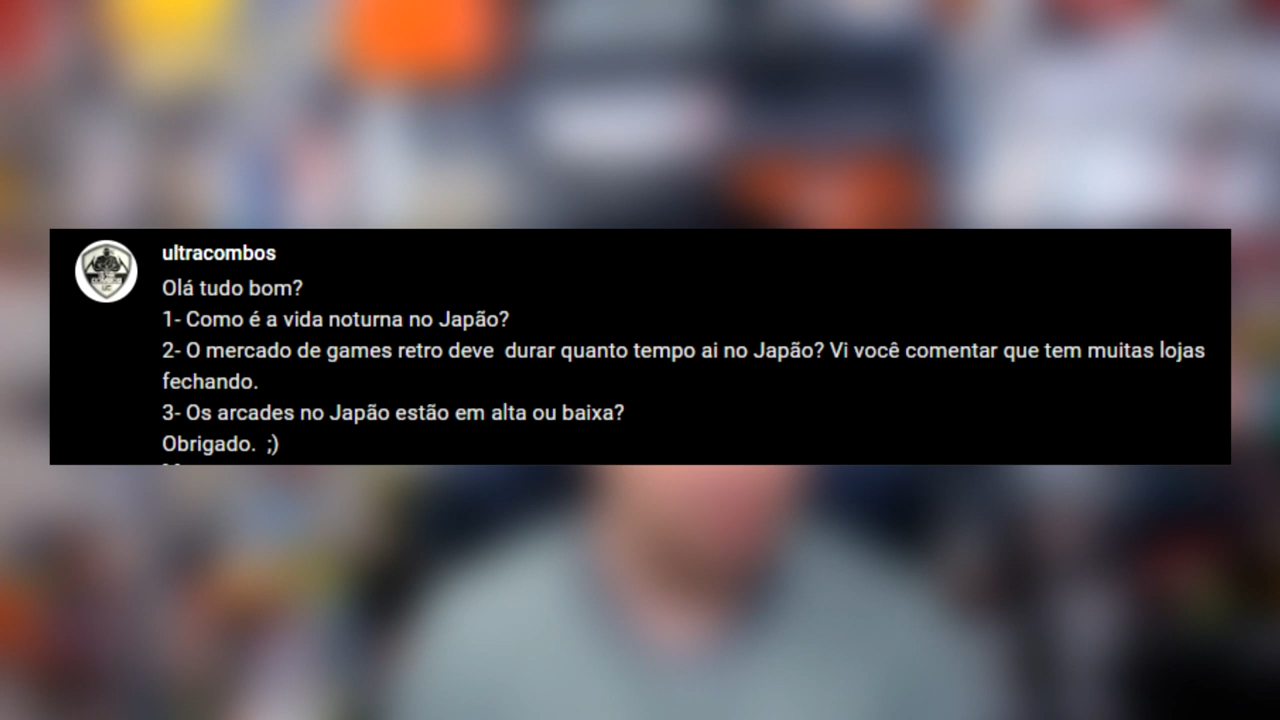 ultracombos
Olá tudo bom?
1- Como é a vida noturna no Japão?
2- O mercado de games retro deve  durar quanto tempo ai no Japão? Vi você comentar que tem muitas lojas
fechando.
3- Os arcades no Japão estão em alta ou baixa?
Obrigado.  ;)